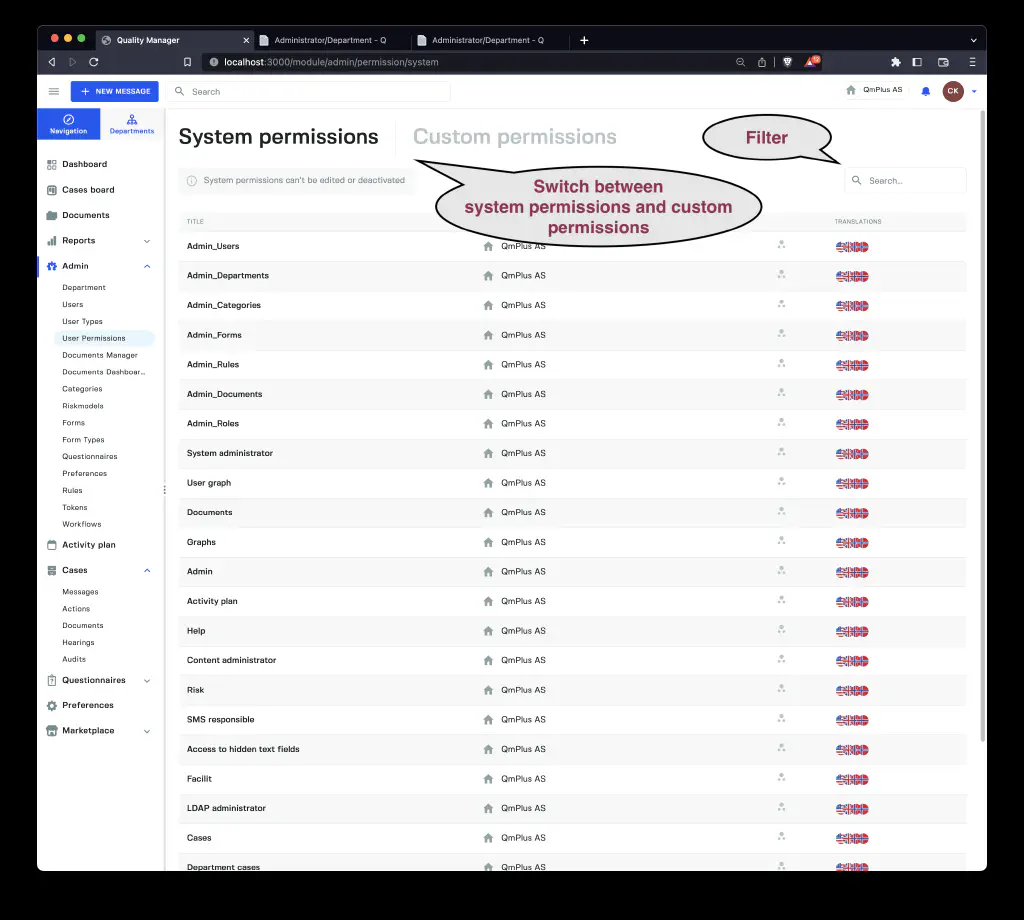 Quality Manager
Administrator/Department - Q
Administrator/Department - Q
localhost:3000/module/admin/permission/system
NEW MESSAGE
Search
QmPlus AS
CK
Navigation
Departments
Dashboard
Cases board
Documents
Reports
Admin
Department
Users
User Types
User Permissions
Documents Manager
Documents Dashboar...
Categories
Riskmodels
Forms
Form Types
Questionnaires
Preferences
Rules
Tokens
Workflows
Activity plan
Cases
Messages
Actions
Documents
Hearings
Audits
Questionnaires
Preferences
Marketplace
System permissions
Custom permissions
Filter
System permissions can't be edited or deactivated
Search...
Switch between
system permissions and custom
permissions
TITLE
TRANSLATIONS
Admin_Users QmPlus AS
Admin_Departments QmPlus AS
Admin_Categories QmPlus AS
Admin_Forms QmPlus AS
Admin_Rules QmPlus AS
Admin_Documents QmPlus AS
Admin_Roles QmPlus AS
System administrator QmPlus AS
User graph QmPlus AS
Documents QmPlus AS
Graphs QmPlus AS
Admin QmPlus AS
Activity plan QmPlus AS
Help QmPlus AS
Content administrator QmPlus AS
Risk QmPlus AS
SMS responsible QmPlus AS
Access to hidden text fields QmPlus AS
Facilit QmPlus AS
LDAP administrator QmPlus AS
Cases QmPlus AS
Department cases QmPlus AS